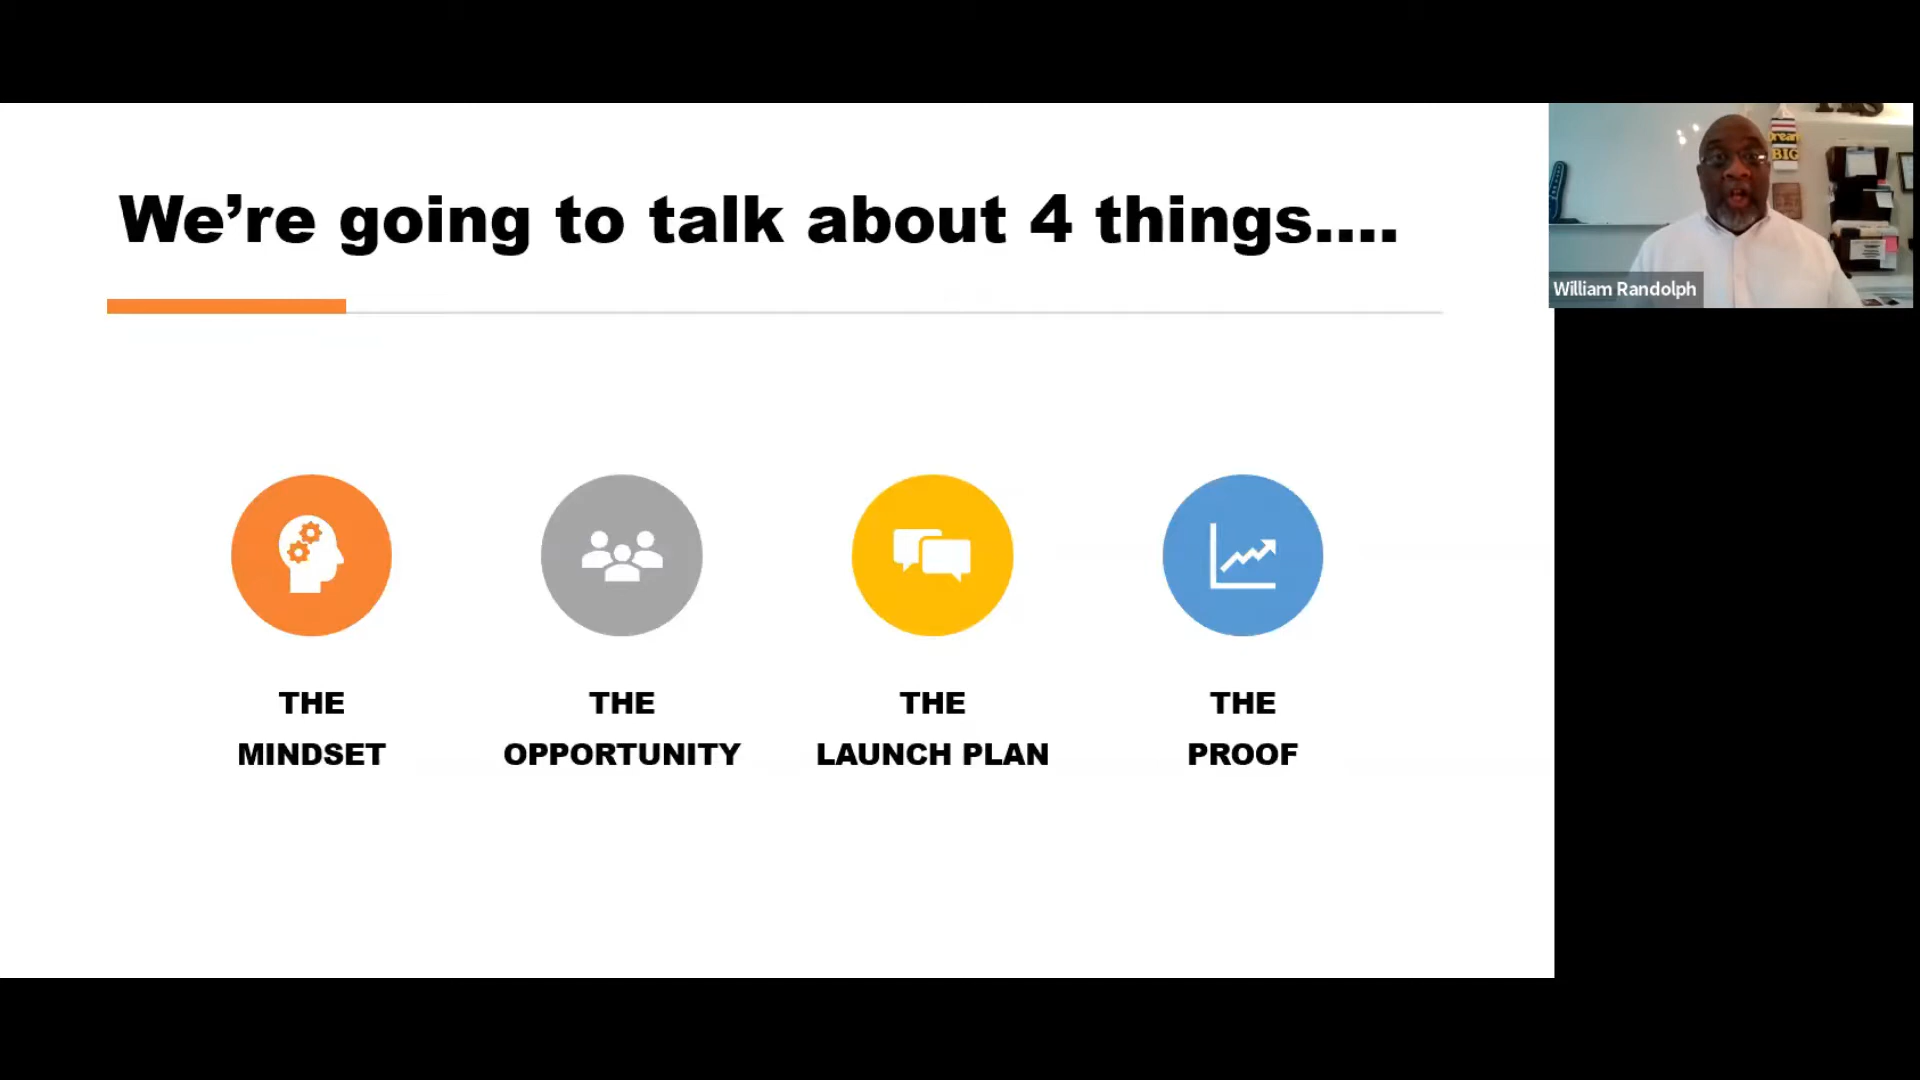 We're going to talk about 4 things....
THE
MINDSET
THE
OPPORTUNITY
THE
LAUNCH PLAN
THE
PROOF
BIG
William Randolph